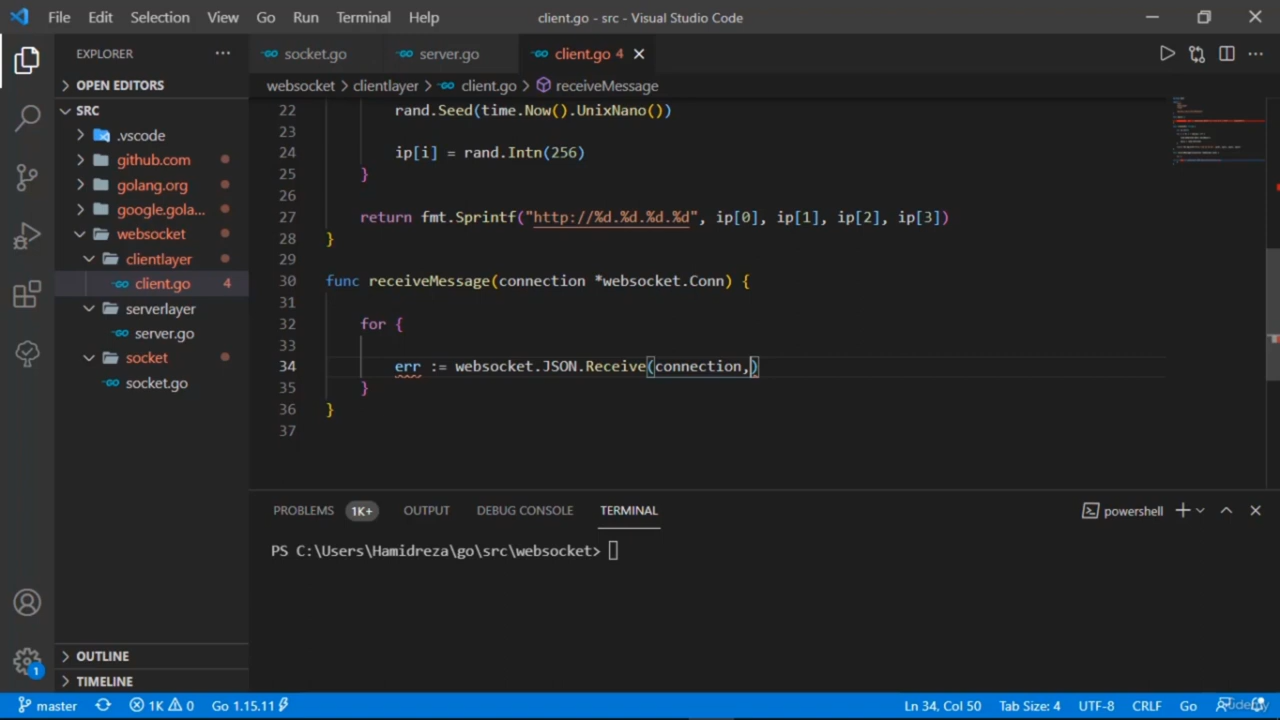 File Edit Selection View Go Run Terminal Help client.go - src - Visual Studio Code
EXPLORER ··· socket.go server.go client.go 4
OPEN EDITORS
websocket > clientlayer > client.go > receiveMessage
SRC
.vscode
github.com
golang.org
google.gola...
websocket
clientlayer
client.go 4
serverlayer
server.go
socket
socket.go
22 rand.Seed(time.Now().UnixNano())
23
24 ip[i] = rand.Intn(256)
25 }
26
27 return fmt.Sprintf("http://%d.%d.%d.%d", ip[0], ip[1], ip[2], ip[3])
28 }
29
30 func receiveMessage(connection *websocket.Conn) {
31
32 for {
33
34 err := websocket.JSON.Receive(connection,)
35 }
36 }
37
PROBLEMS 1K+ OUTPUT DEBUG CONSOLE TERMINAL powershell
PS C:\Users\Hamidreza\go\src\websocket>
OUTLINE
TIMELINE
1
master 1K 0 Go 1.15.11 Ln 34, Col 50 Tab Size: 4 UTF-8 CRLF Go